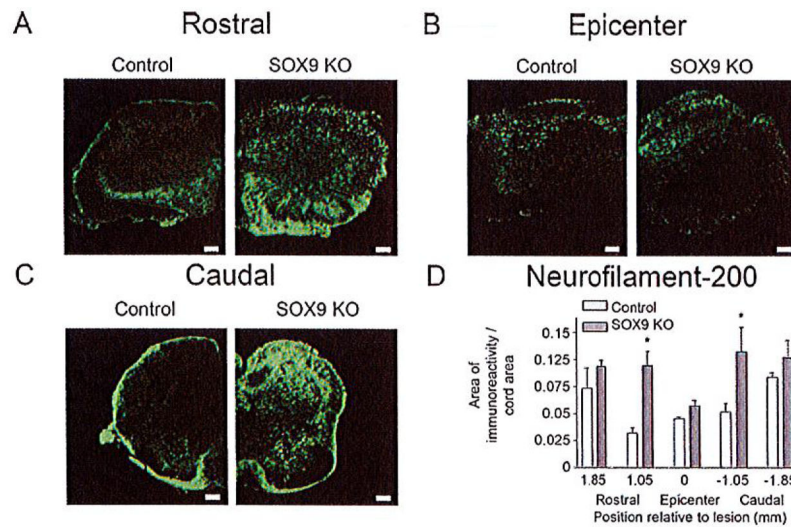 A Rostral
Control SOX9 KO
B Epicenter
Control SOX9 KO
C Caudal
Control SOX9 KO
D Neurofilament-200
Control
SOX9 KO
Area of
immunoreactivity /
cord area
0.15
0.125
0.075
0.05
0.025
0
* *
1.85 1.05 0 -1.05 -1.85
Rostral Epicenter Caudal
Position relative to lesion (mm)